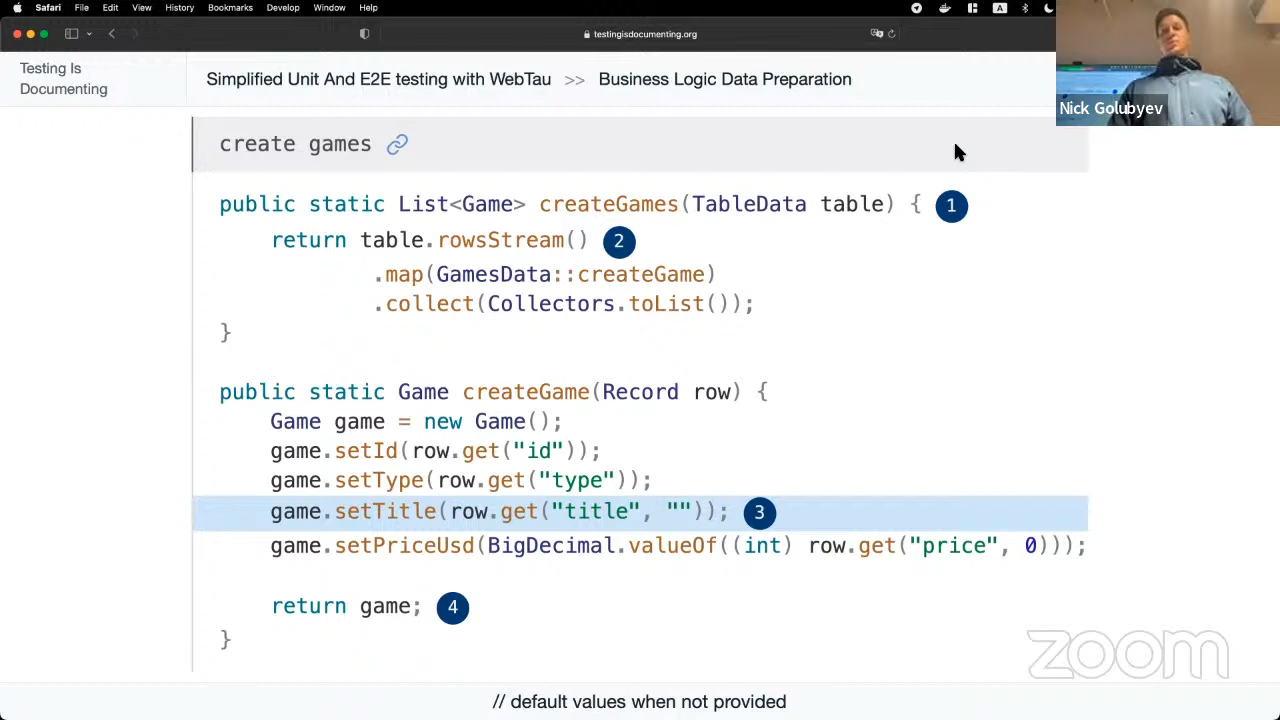 Safari File Edit View History Bookmarks Develop Window Help
testingisdocumenting.org
Testing Is
Documenting
Simplified Unit And E2E testing with WebTau >> Business Logic Data Preparation
Nick Golubyev
create games
public static List<Game> createGames(TableData table) { 1
return table.rowsStream() 2
.map(GamesData::createGame)
.collect(Collectors.toList());
}
public static Game createGame(Record row) {
Game game = new Game();
game.setId(row.get("id"));
game.setType(row.get("type"));
game.setTitle(row.get("title", "")); 3
game.setPriceUsd(BigDecimal.valueOf((int) row.get("price", 0)));
return game; 4
}
zoom
// default values when not provided